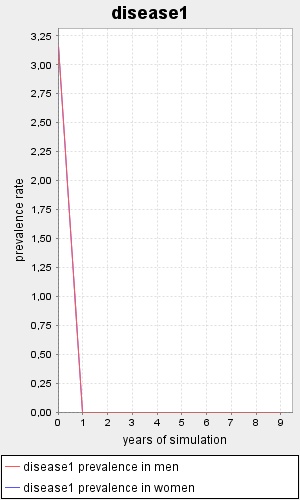 disease1
prevalence rate
3,25
3,00
2,75
2,50
2,25
2,00
1,75
1,50
1,25
1,00
0,75
0,50
0,25
0,00
0 1 2 3 4 5 6 7 8 9
years of simulation
disease1 prevalence in men
disease1 prevalence in women